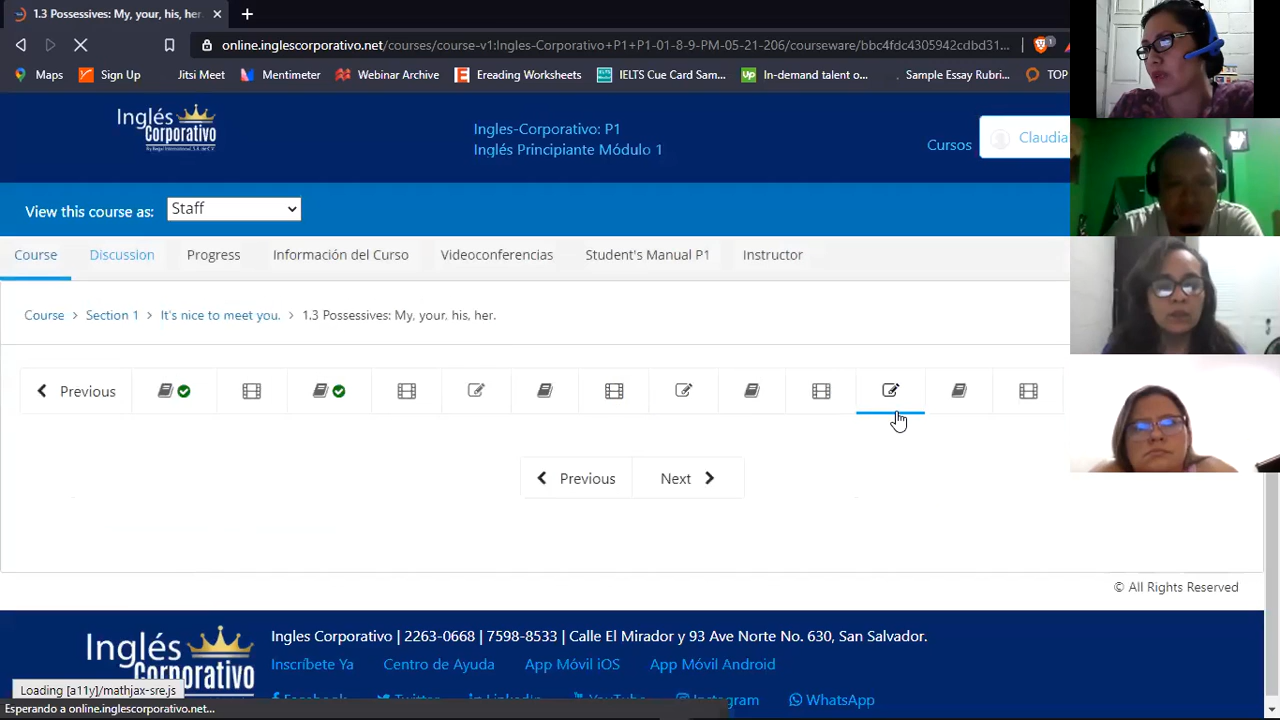 1.3 Possessives: My, your, his, her.
online.inglescorporativo.net/courses/course-v1:Ingles-Corporativo+P1+P1-01-8-9-PM-05-21-206/courseware/bbc4fdc4305942dbd31...
Maps Sign Up Jitsi Meet Mentimeter Webinar Archive Ereading Worksheets IELTS Cue Card... In-demand talent o... Sample Essay Rubri... TOP
Inglés
Corporativo
Ingles-Corporativo: P1
Inglés Principiante Módulo 1
Cursos
Claudia
View this course as: Staff
Course Discussion Progress Información del Curso Videoconferencias Student's Manual P1 Instructor
Course > Section 1 > It's nice to meet you. > 1.3 Possessives: My, your, his, her.
Previous
Previous Next
© All Rights Reserved
Inglés
Corporativo
Ingles Corporativo | 2263-0668 | 7598-8533 | Calle El Mirador y 93 Ave Norte No. 630, San Salvador.
Inscríbete Ya Centro de Ayuda App Móvil iOS App Móvil Android
Facebook Twitter LinkedIn YouTube Instagram WhatsApp
Loading [a11y]/mathjax-sre.js
Esperando a online.inglescorporativo.net...